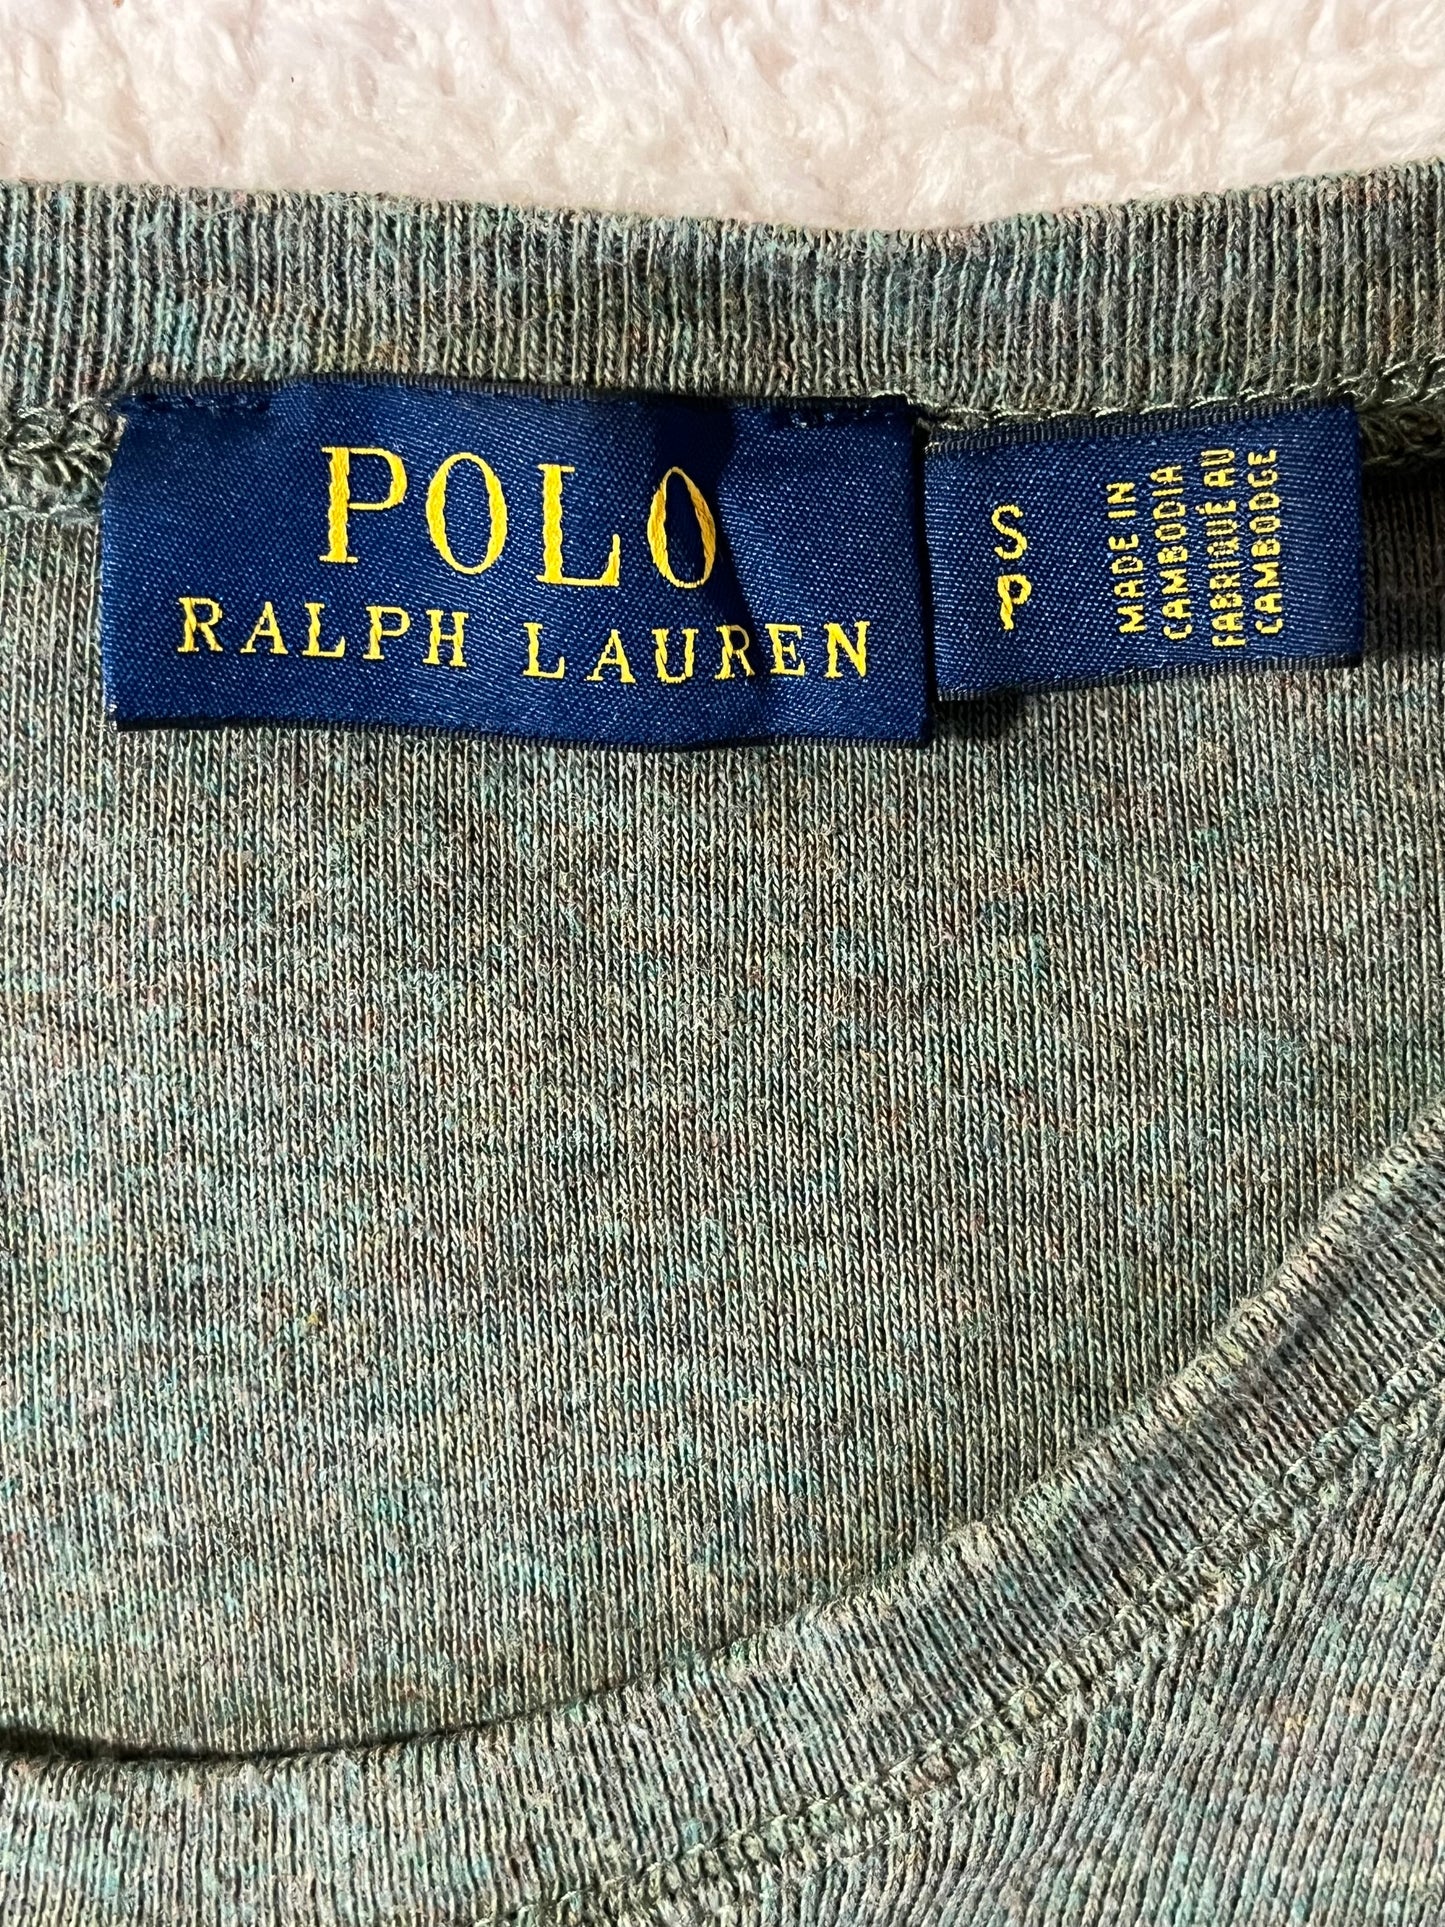 POLO
RALPH LAUREN
S
P
MADE IN
CAMBODIA
FABRIQUÉ AU
CAMBODGE